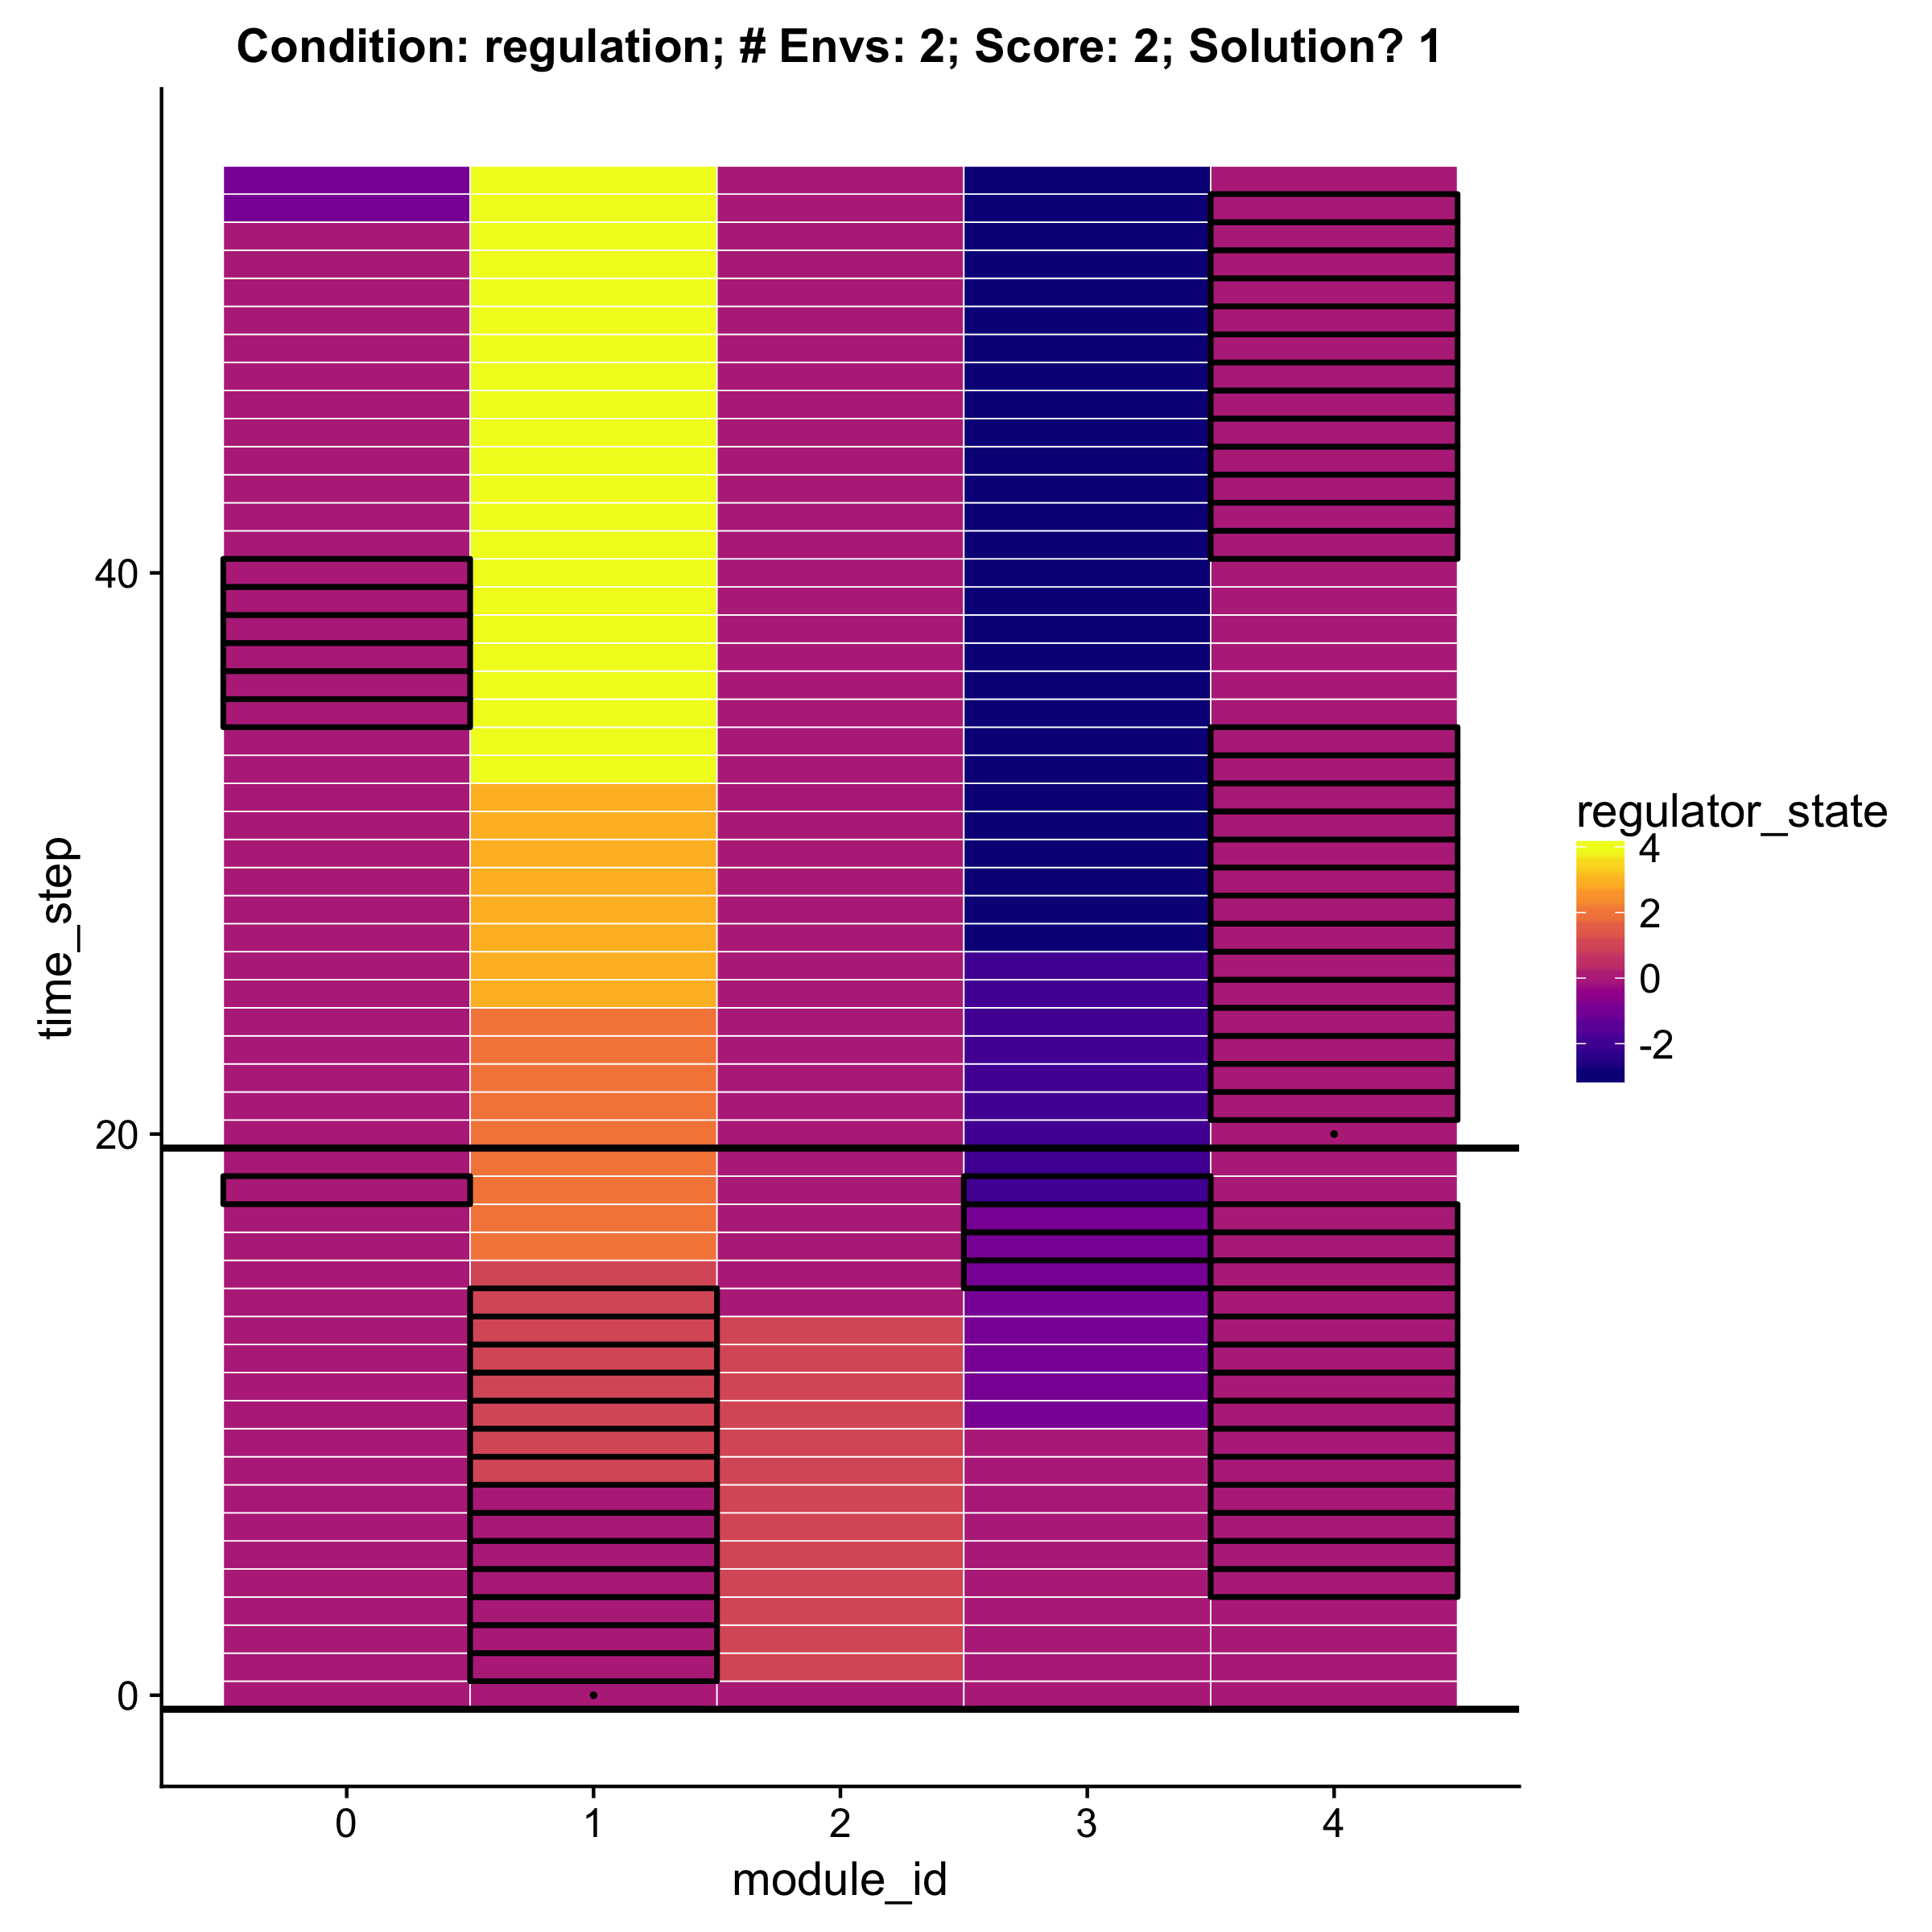 Condition: regulation; # Envs: 2; Score: 2; Solution? 1
time_step
40
20
0
0 1 2 3 4
module_id
regulator_state
4
2
0
-2